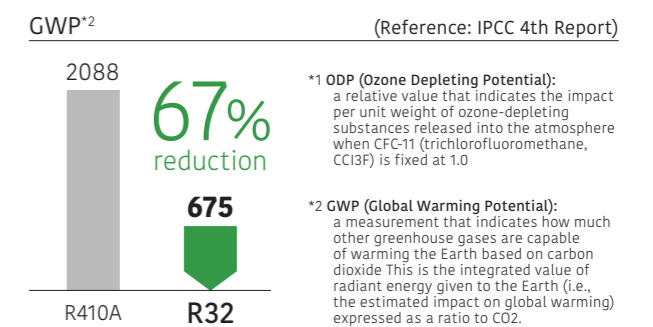 GWP*2
(Reference: IPCC 4th Report)
2088
67%
reduction
675
R410A
R32
*1 ODP (Ozone Depleting Potential):
a relative value that indicates the impact
per unit weight of ozone-depleting
substances released into the atmosphere
when CFC-11 (trichlorofluoromethane,
CCI3F) is fixed at 1.0
*2 GWP (Global Warming Potential):
a measurement that indicates how much
other greenhouse gases are capable
of warming the Earth based on carbon
dioxide This is the integrated value of
radiant energy given to the Earth (i.e.,
the estimated impact on global warming)
expressed as a ratio to CO2.